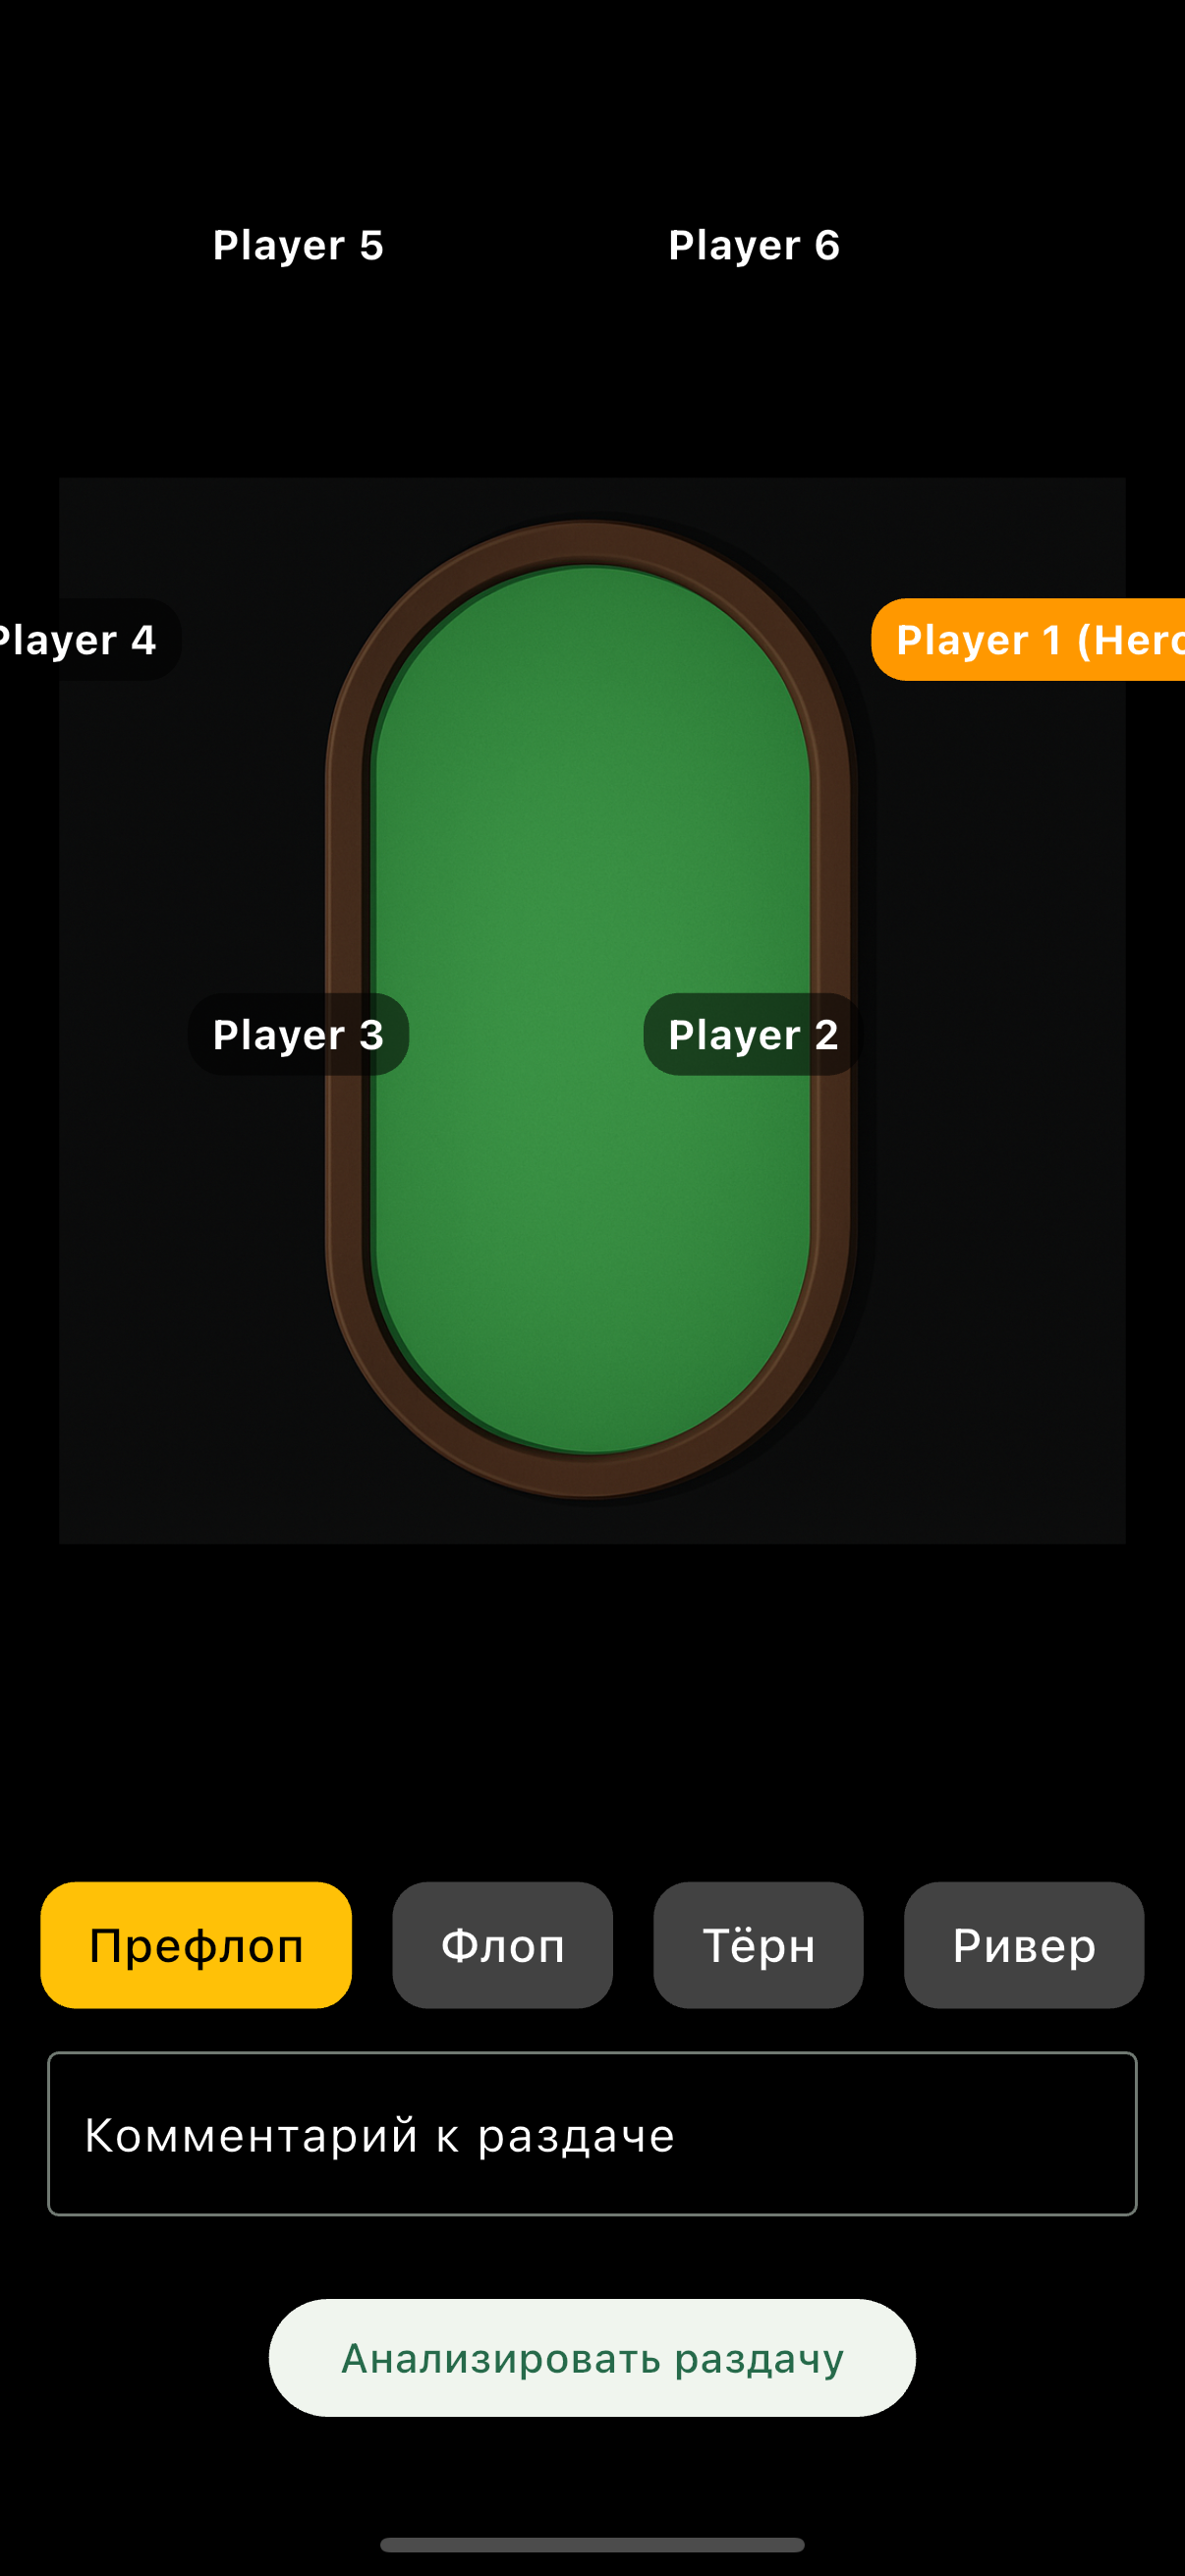 Player 5
Player 6
Player 4
Player 1 (Hero
Player 3
Player 2
Префлоп
Флоп
Тёрн
Ривер
Комментарий к раздаче
Анализировать раздачу